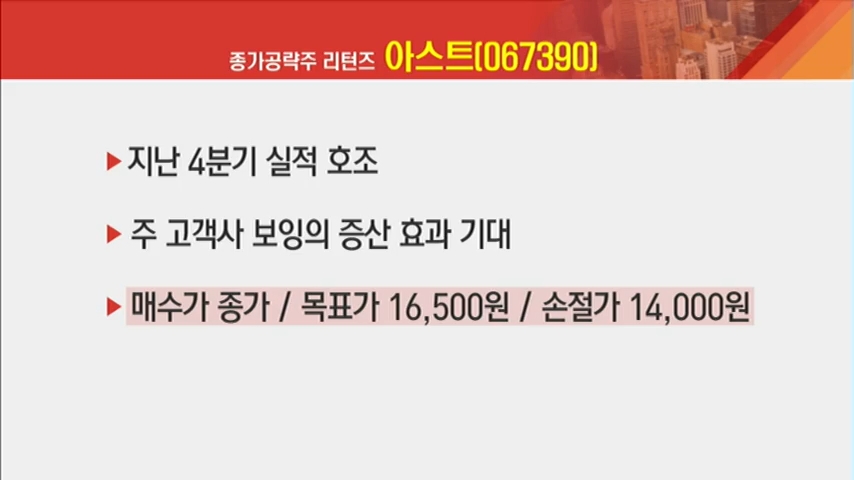 종가공략주 리턴즈 아스트(067390)
▶지난 4분기 실적 호조
▶ 주 고객사 보잉의 증산 효과 기대
▶ 매수가 종가 / 목표가 16,500원 / 손절가 14,000원